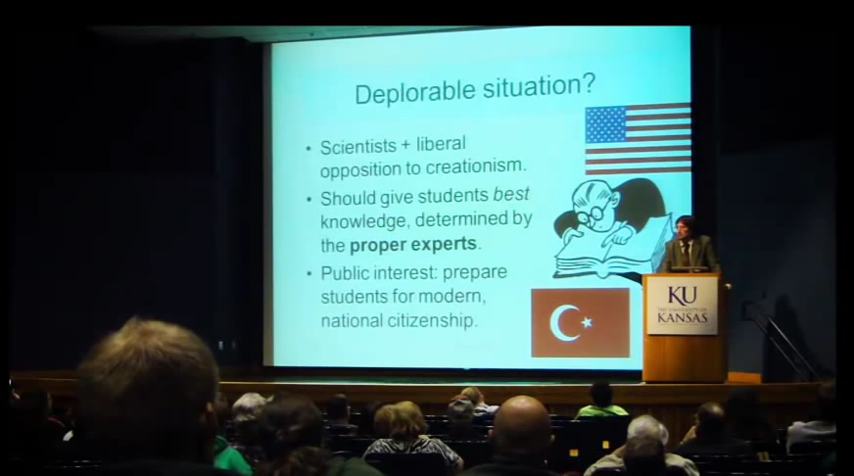 Deplorable situation?
• Scientists + liberal
opposition to creationism.
• Should give students best
knowledge, determined by
the proper experts.
• Public interest: prepare
students for modern,
national citizenship.
KU
THE UNIVERSITY OF
KANSAS